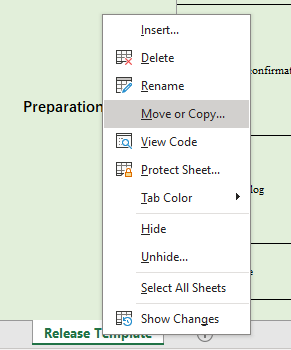 Insert...
Delete
onfirmat
Rename
Preparation
Move or Copy...
View Code
Protect Sheet...
log
Tab Color
Hide
Unhide...
e
Select All Sheets
Show Changes
Release Template